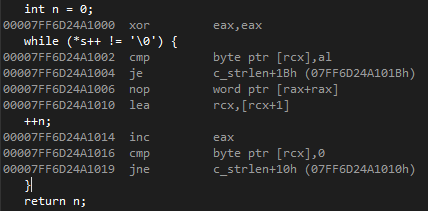 int n = 0;
00007FF6D24A1000 xor eax,eax
while (*s++ != '\0') {
00007FF6D24A1002 cmp byte ptr [rcx],al
00007FF6D24A1004 je c_strlen+1Bh (07FF6D24A101Bh)
00007FF6D24A1006 nop word ptr [rax+rax]
00007FF6D24A1010 lea rcx,[rcx+1]
++n;
00007FF6D24A1014 inc eax
00007FF6D24A1016 cmp byte ptr [rcx],0
00007FF6D24A1019 jne c_strlen+10h (07FF6D24A1010h)
}
return n;